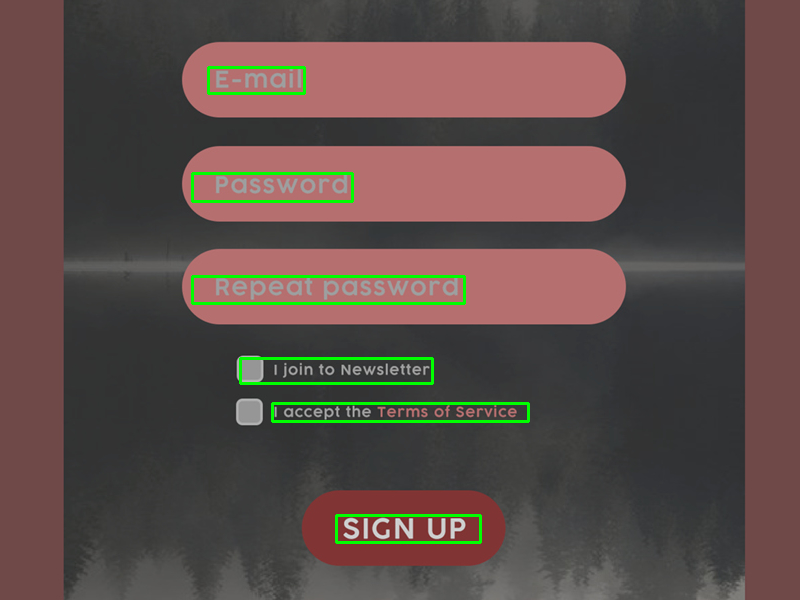 E-mail
Password
Repeat password
I join to Newsletter
I accept the Terms of Service
SIGN UP